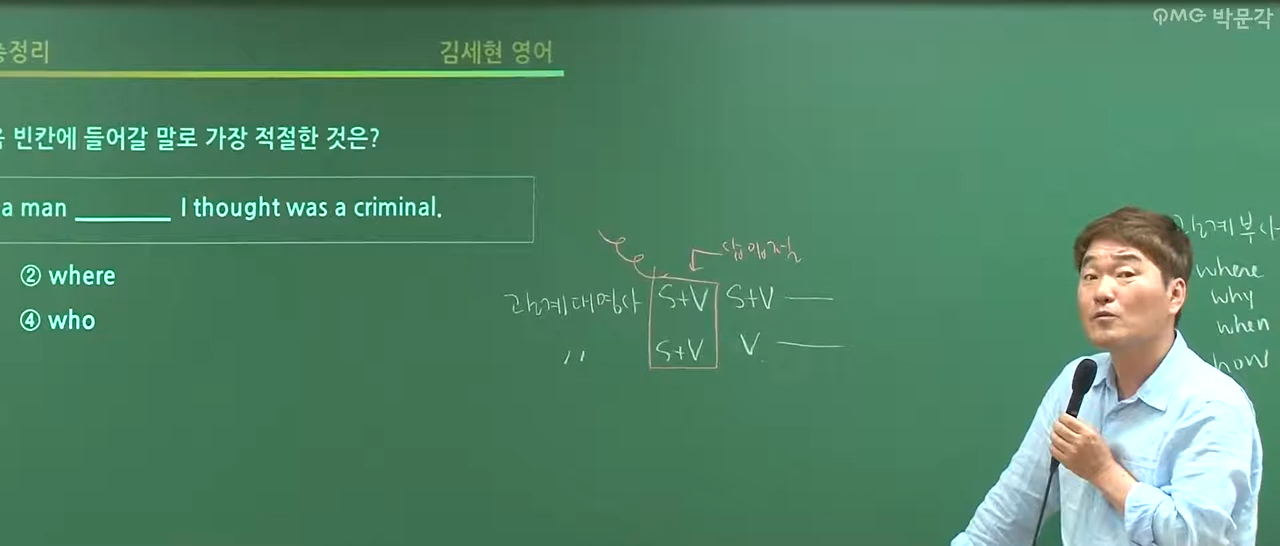 QMG 박문각
총정리
김세현 영어
빈칸에 들어갈 말로 가장 적절한 것은?
a man ________ I thought was a criminal.
② where
④ who
삽입절
관계대명사 S+V S+V ―
〃 S+V V ―
관계부사
where
why
when
how